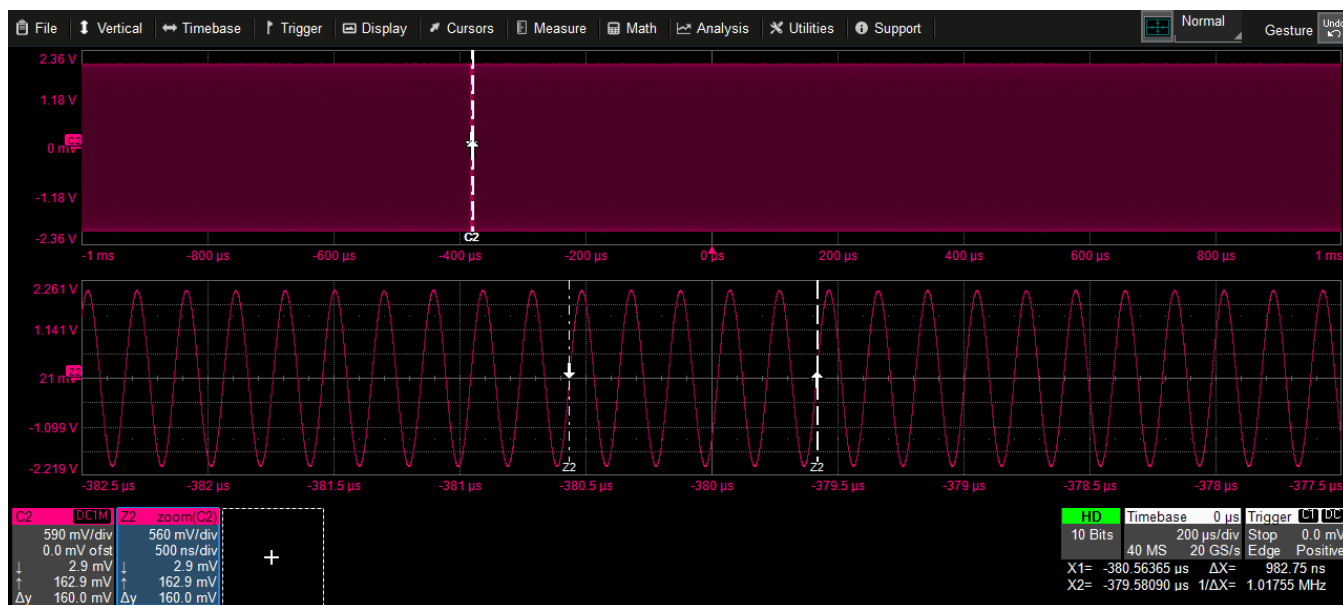 File Vertical Timebase Trigger Display Cursors Measure Math Analysis Utilities Support Normal Gesture Undo
2.36 V
1.18 V
C2
0 mV
-1.18 V
-2.36 V
C2
-1 ms -800 µs -600 µs -400 µs -200 µs 0 µs 200 µs 400 µs 600 µs 800 µs 1 ms
2.261 V
1.141 V
Z2
21 mV
-1.099 V
-2.219 V
Z2 Z2
-382.5 µs -382 µs -381.5 µs -381 µs -380.5 µs -380 µs -379.5 µs -379 µs -378.5 µs -378 µs -377.5 µs
C2 DC1M Z2 zoom(C2) HD Timebase 0 µs Trigger C1 DC
590 mV/div 560 mV/div 10 Bits 200 µs/div Stop 0.0 mV
0.0 mV ofst 500 ns/div 40 MS 20 GS/s Edge Positive
↓ 2.9 mV ↓ 2.9 mV X1= -380.56365 µs ΔX= 982.75 ns
↑ 162.9 mV ↑ 162.9 mV X2= -379.58090 µs 1/ΔX= 1.01755 MHz
Δy 160.0 mV Δy 160.0 mV